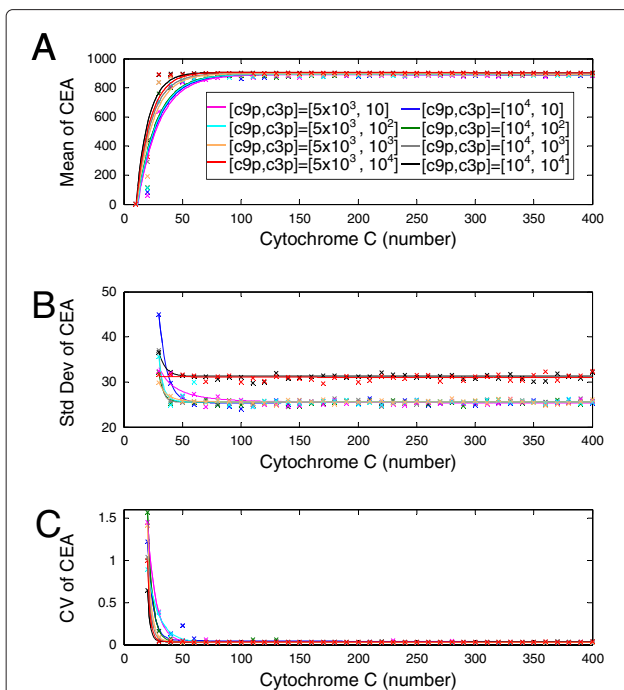 A
Mean of CEA
1000
800
600
400
200
0
[c9p,c3p]=[5x10³, 10]
[c9p,c3p]=[5x10³, 10²]
[c9p,c3p]=[5x10³, 10³]
[c9p,c3p]=[5x10³, 10⁴]
[c9p,c3p]=[10⁴, 10]
[c9p,c3p]=[10⁴, 10²]
[c9p,c3p]=[10⁴, 10³]
[c9p,c3p]=[10⁴, 10⁴]
0 50 100 150 200 250 300 350 400
Cytochrome C (number)
B
Std Dev of CEA
50
40
30
20
0 50 100 150 200 250 300 350 400
Cytochrome C (number)
C
CV of CEA
1.5
1
0.5
0
0 50 100 150 200 250 300 350 400
Cytochrome C (number)